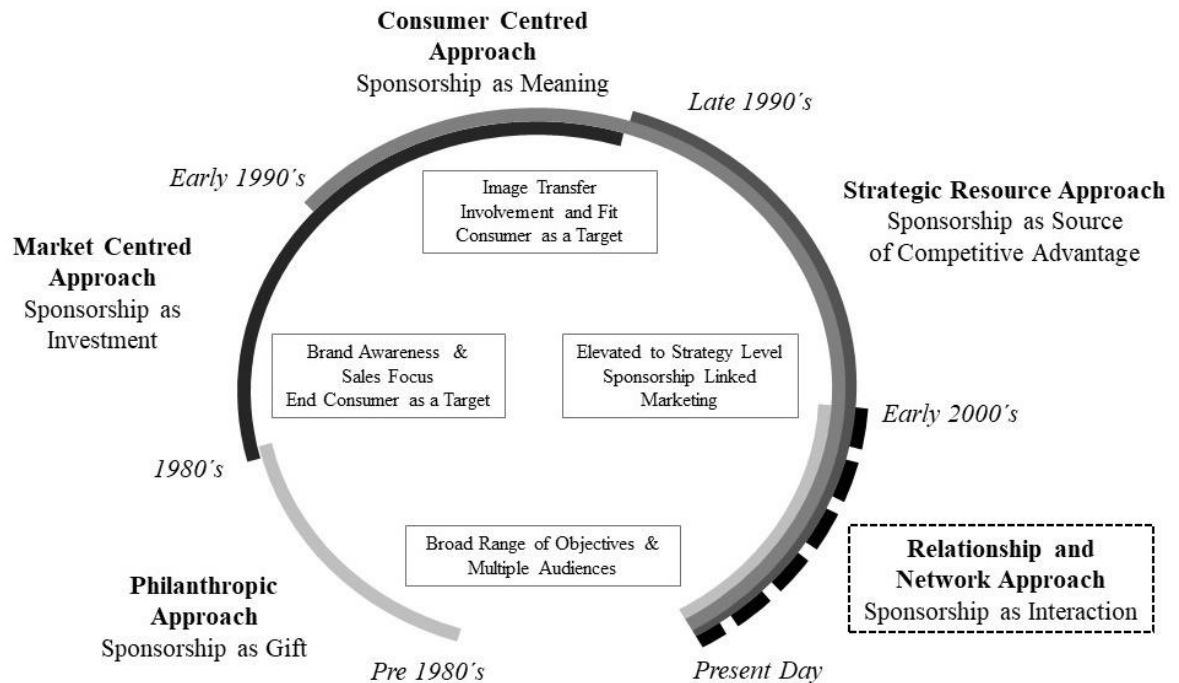 Consumer Centred
Approach
Sponsorship as Meaning
Late 1990´s
Early 1990´s
Image Transfer
Involvement and Fit
Consumer as a Target
Strategic Resource Approach
Sponsorship as Source
of Competitive Advantage
Market Centred
Approach
Sponsorship as
Investment
Brand Awareness &
Sales Focus
End Consumer as a Target
Elevated to Strategy Level
Sponsorship Linked
Marketing
Early 2000´s
1980´s
Broad Range of Objectives &
Multiple Audiences
Relationship and
Network Approach
Sponsorship as Interaction
Philanthropic
Approach
Sponsorship as Gift
Pre 1980´s
Present Day